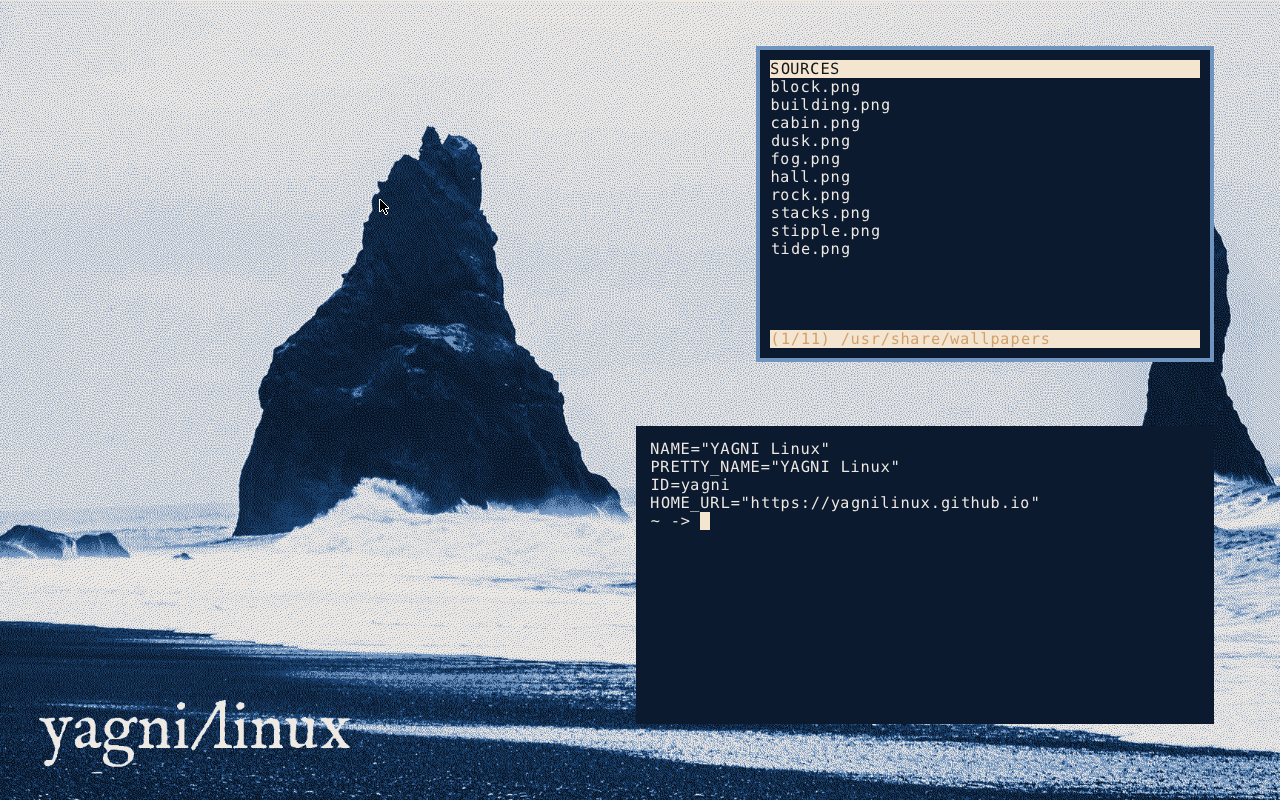 SOURCES
block.png
building.png
cabin.png
dusk.png
fog.png
hall.png
rock.png
stacks.png
stipple.png
tide.png
(1/11) /usr/share/wallpapers
NAME="YAGNI Linux"
PRETTY_NAME="YAGNI Linux"
ID=yagni
HOME_URL="https://yagnilinux.github.io"
~ ->
yagni/linux